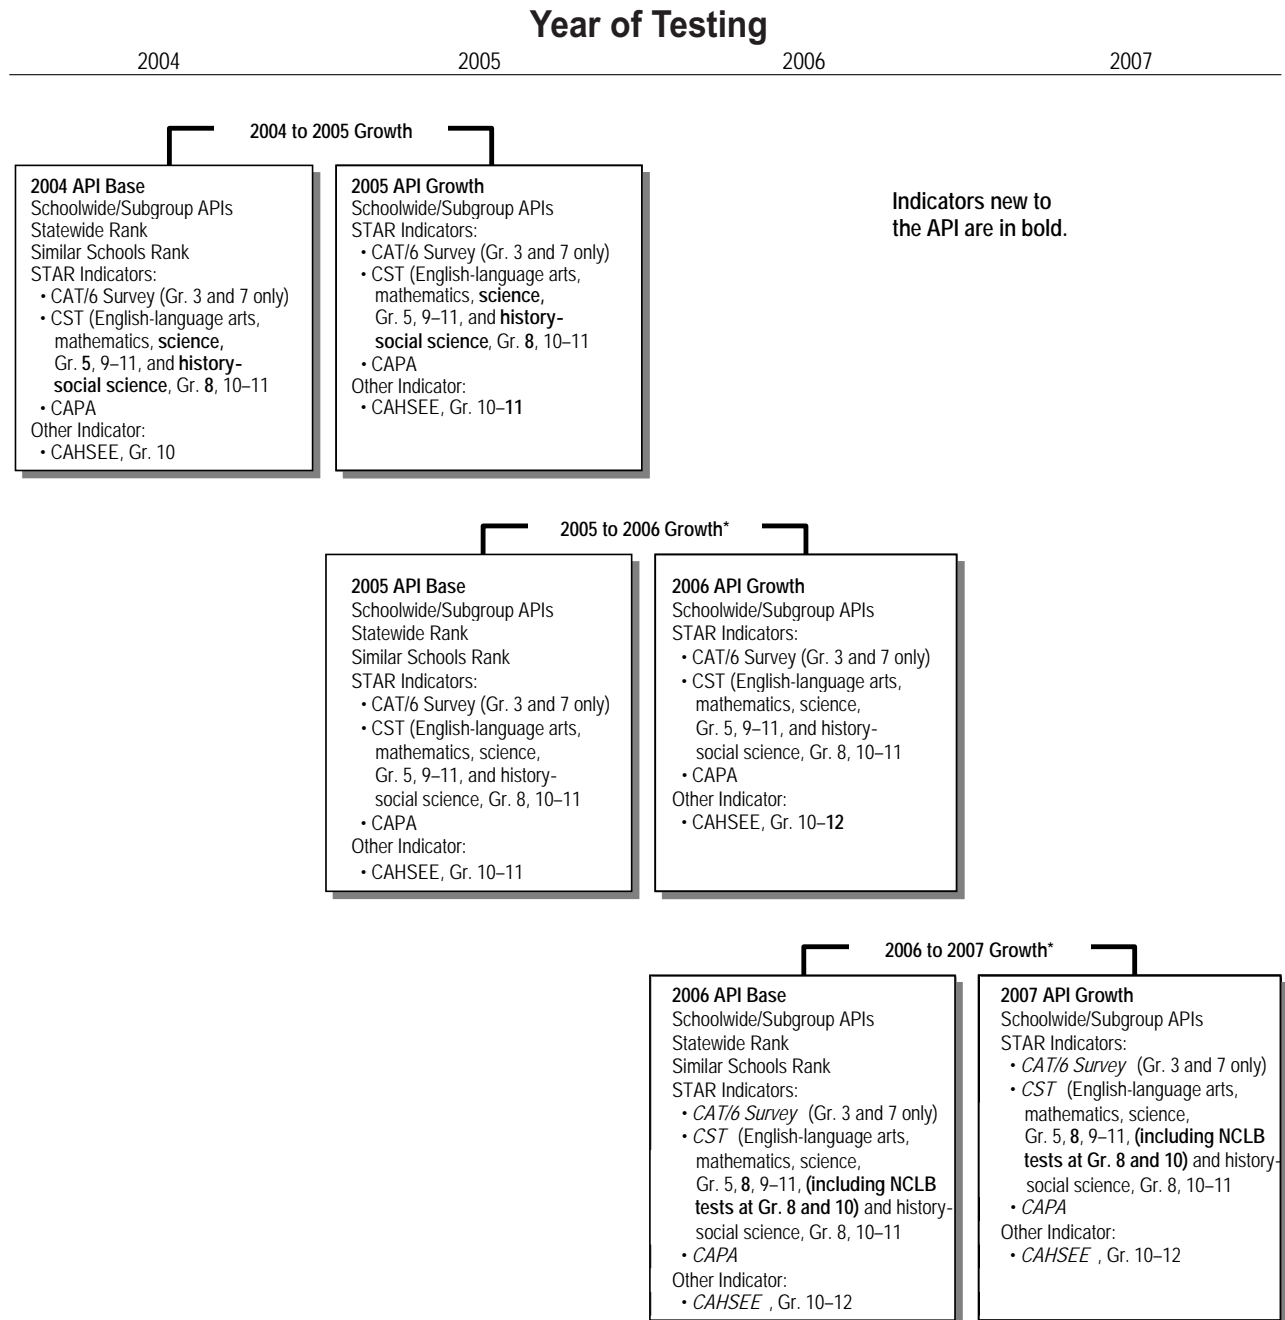 Year of Testing
2004
2005
2006
2007
2004 to 2005 Growth
2004 API Base
Schoolwide/Subgroup APIs
Statewide Rank
Similar Schools Rank
STAR Indicators:
• CAT/6 Survey (Gr. 3 and 7 only)
• CST (English-language arts,
mathematics, science,
Gr. 5, 9–11, and history-
social science, Gr. 8, 10–11
• CAPA
Other Indicator:
• CAHSEE, Gr. 10
2005 API Growth
Schoolwide/Subgroup APIs
STAR Indicators:
• CAT/6 Survey (Gr. 3 and 7 only)
• CST (English-language arts,
mathematics, science,
Gr. 5, 9–11, and history-
social science, Gr. 8, 10–11
• CAPA
Other Indicator:
• CAHSEE, Gr. 10–11
Indicators new to
the API are in bold.
2005 to 2006 Growth*
2005 API Base
Schoolwide/Subgroup APIs
Statewide Rank
Similar Schools Rank
STAR Indicators:
• CAT/6 Survey (Gr. 3 and 7 only)
• CST (English-language arts,
mathematics, science,
Gr. 5, 9–11, and history-
social science, Gr. 8, 10–11
• CAPA
Other Indicator:
• CAHSEE, Gr. 10–11
2006 API Growth
Schoolwide/Subgroup APIs
STAR Indicators:
• CAT/6 Survey (Gr. 3 and 7 only)
• CST (English-language arts,
mathematics, science,
Gr. 5, 9–11, and history-
social science, Gr. 8, 10–11
• CAPA
Other Indicator:
• CAHSEE, Gr. 10–12
2006 to 2007 Growth*
2006 API Base
Schoolwide/Subgroup APIs
Statewide Rank
Similar Schools Rank
STAR Indicators:
• CAT/6 Survey (Gr. 3 and 7 only)
• CST (English-language arts,
mathematics, science,
Gr. 5, 8, 9–11, (including NCLB
tests at Gr. 8 and 10) and history-
social science, Gr. 8, 10–11
• CAPA
Other Indicator:
• CAHSEE , Gr. 10–12
2007 API Growth
Schoolwide/Subgroup APIs
STAR Indicators:
• CAT/6 Survey (Gr. 3 and 7 only)
• CST (English-language arts,
mathematics, science,
Gr. 5, 8, 9–11, (including NCLB
tests at Gr. 8 and 10) and history-
social science, Gr. 8, 10–11
• CAPA
Other Indicator:
• CAHSEE , Gr. 10–12